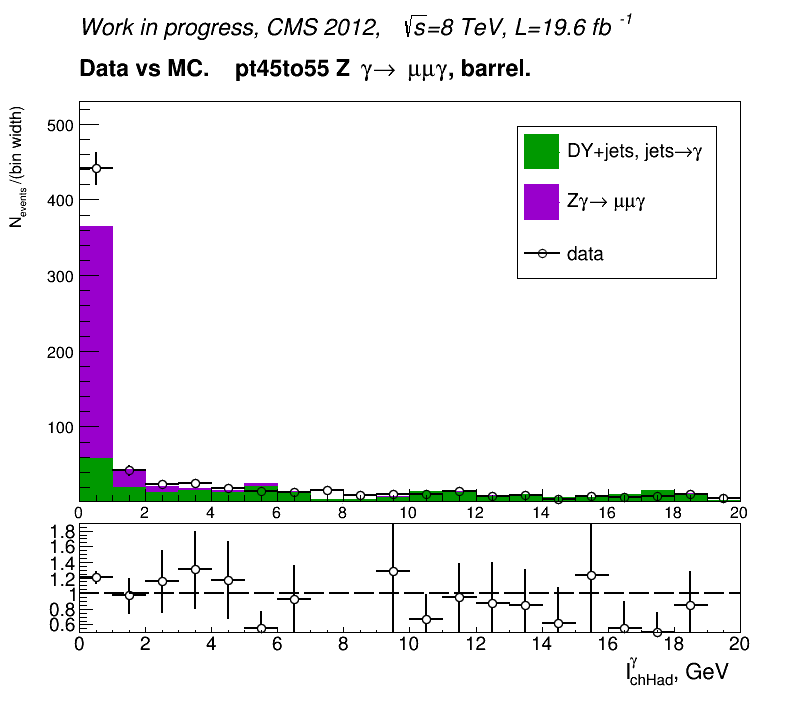 Work in progress, CMS 2012, √s=8 TeV, L=19.6 fb -1
Data vs MC. pt45to55 Z γ→ μμγ, barrel.
N events /(bin width)
500
400
300
200
100
DY+jets, jets→γ
Zγ→ μμγ
data
0 2 4 6 8 10 12 14 16 18 20
1.8
1.6
1.4
1.2
1
0.8
0.6
0 2 4 6 8 10 12 14 16 18 20
I γ chHad, GeV